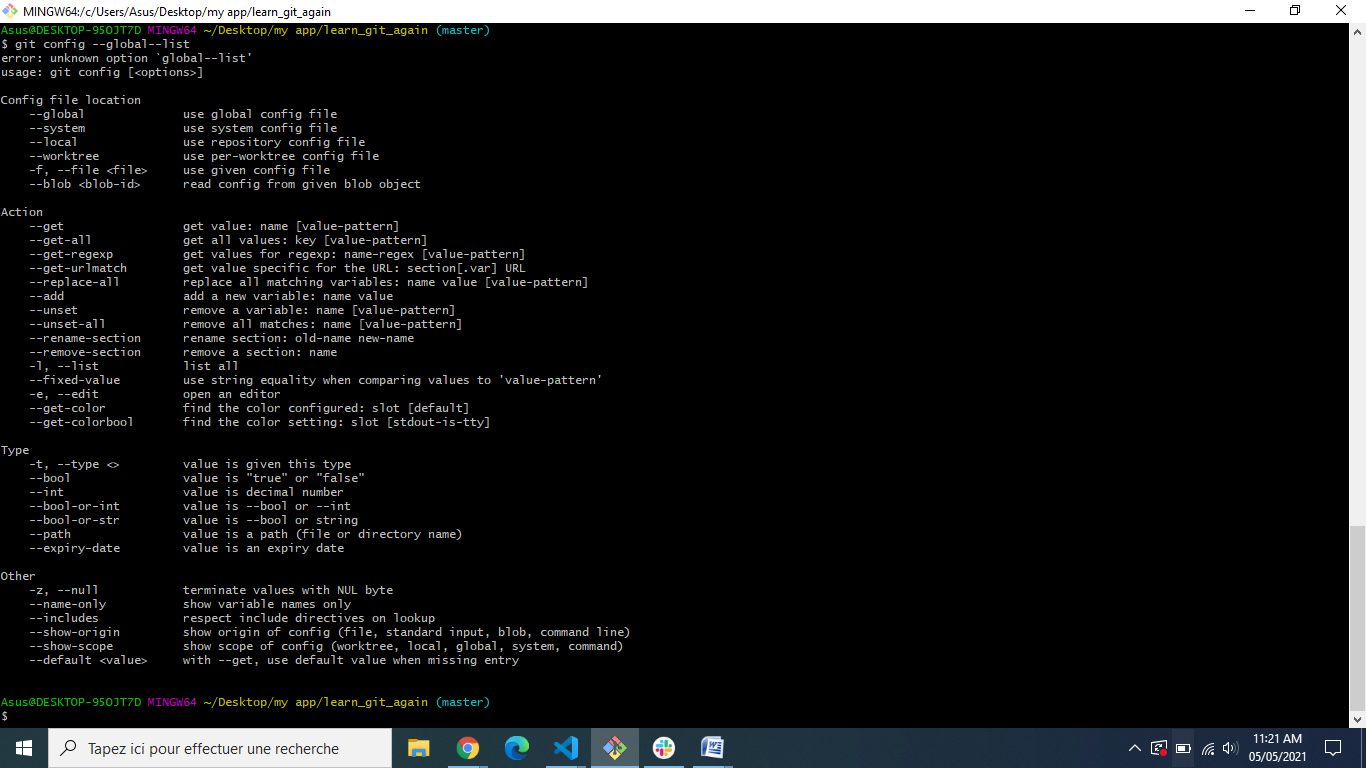 MINGW64:/c/Users/Asus/Desktop/my app/learn_git_again
Asus@DESKTOP-95OJT7D MINGW64 ~/Desktop/my app/learn_git_again (master)
$ git config --global--list
error: unknown option `global--list'
usage: git config [<options>]
Config file location
--global use global config file
--system use system config file
--local use repository config file
--worktree use per-worktree config file
-f, --file <file> use given config file
--blob <blob-id> read config from given blob object
Action
--get get value: name [value-pattern]
--get-all get all values: key [value-pattern]
--get-regexp get values for regexp: name-regex [value-pattern]
--get-urlmatch get value specific for the URL: section[.var] URL
--replace-all replace all matching variables: name value [value-pattern]
--add add a new variable: name value
--unset remove a variable: name [value-pattern]
--unset-all remove all matches: name [value-pattern]
--rename-section rename section: old-name new-name
--remove-section remove a section: name
-l, --list list all
--fixed-value use string equality when comparing values to 'value-pattern'
-e, --edit open an editor
--get-color find the color configured: slot [default]
--get-colorbool find the color setting: slot [stdout-is-tty]
Type
-t, --type <> value is given this type
--bool value is "true" or "false"
--int value is decimal number
--bool-or-int value is --bool or --int
--bool-or-str value is --bool or string
--path value is a path (file or directory name)
--expiry-date value is an expiry date
Other
-z, --null terminate values with NUL byte
--name-only show variable names only
--includes respect include directives on lookup
--show-origin show origin of config (file, standard input, blob, command line)
--show-scope show scope of config (worktree, local, global, system, command)
--default <value> with --get, use default value when missing entry
Asus@DESKTOP-95OJT7D MINGW64 ~/Desktop/my app/learn_git_again (master)
$
Tapez ici pour effectuer une recherche
11:21 AM
05/05/2021